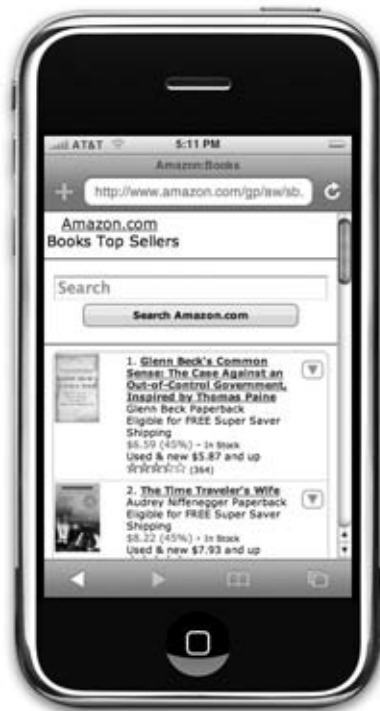 AT&T 5:11 PM
Amazon:Books
http://www.amazon.com/gp/aw/sb.
Amazon.com
Books Top Sellers
Search
Search Amazon.com
1. Glenn Beck's Common
Sense: The Case Against an
Out-of-Control Government,
Inspired by Thomas Paine
Glenn Beck Paperback
Eligible for FREE Super Saver
Shipping
$6.59 (45%) - In Stock
Used & new $5.87 and up
(364)
2. The Time Traveler's Wife
Audrey Niffenegger Paperback
Eligible for FREE Super Saver
Shipping
$8.22 (45%) - In Stock
Used & new $7.93 and up